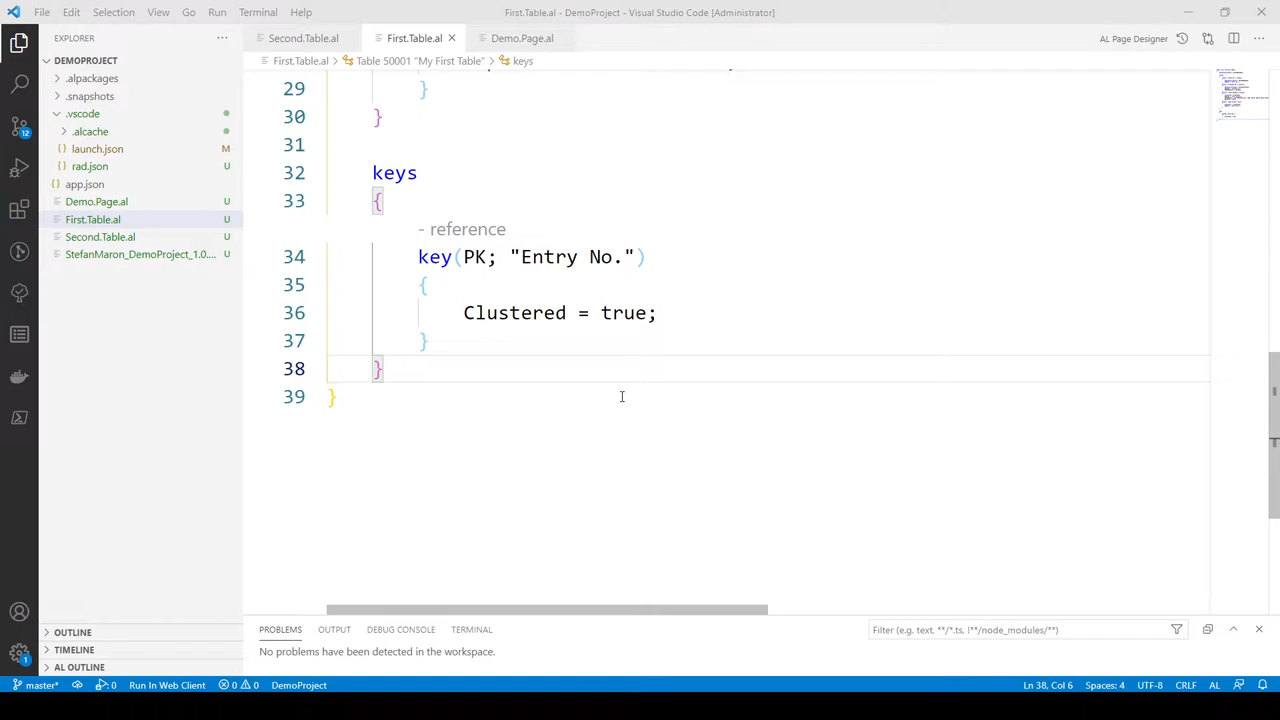 File Edit Selection View Go Run Terminal Help
First.Table.al - DemoProject - Visual Studio Code [Administrator]
EXPLORER
DEMOPROJECT
.alpackages
.snapshots
.vscode
.alcache
launch.json M
rad.json U
app.json
Demo.Page.al U
First.Table.al U
Second.Table.al U
StefanMaron_DemoProject_1.0.... U
OUTLINE
TIMELINE
AL OUTLINE
12
1
Second.Table.al First.Table.al Demo.Page.al
AL Page Designer
First.Table.al > Table 50001 "My First Table" > keys
29 }
30 }
31
32 keys
33 {
- reference
34 key(PK; "Entry No.")
35 {
36 Clustered = true;
37 }
38 }
39 }
PROBLEMS OUTPUT DEBUG CONSOLE TERMINAL
Filter (e.g. text, **/*.ts, !**/node_modules/**)
No problems have been detected in the workspace.
master* 0 Run In Web Client 0 0 DemoProject
Ln 38, Col 6 Spaces: 4 UTF-8 CRLF AL